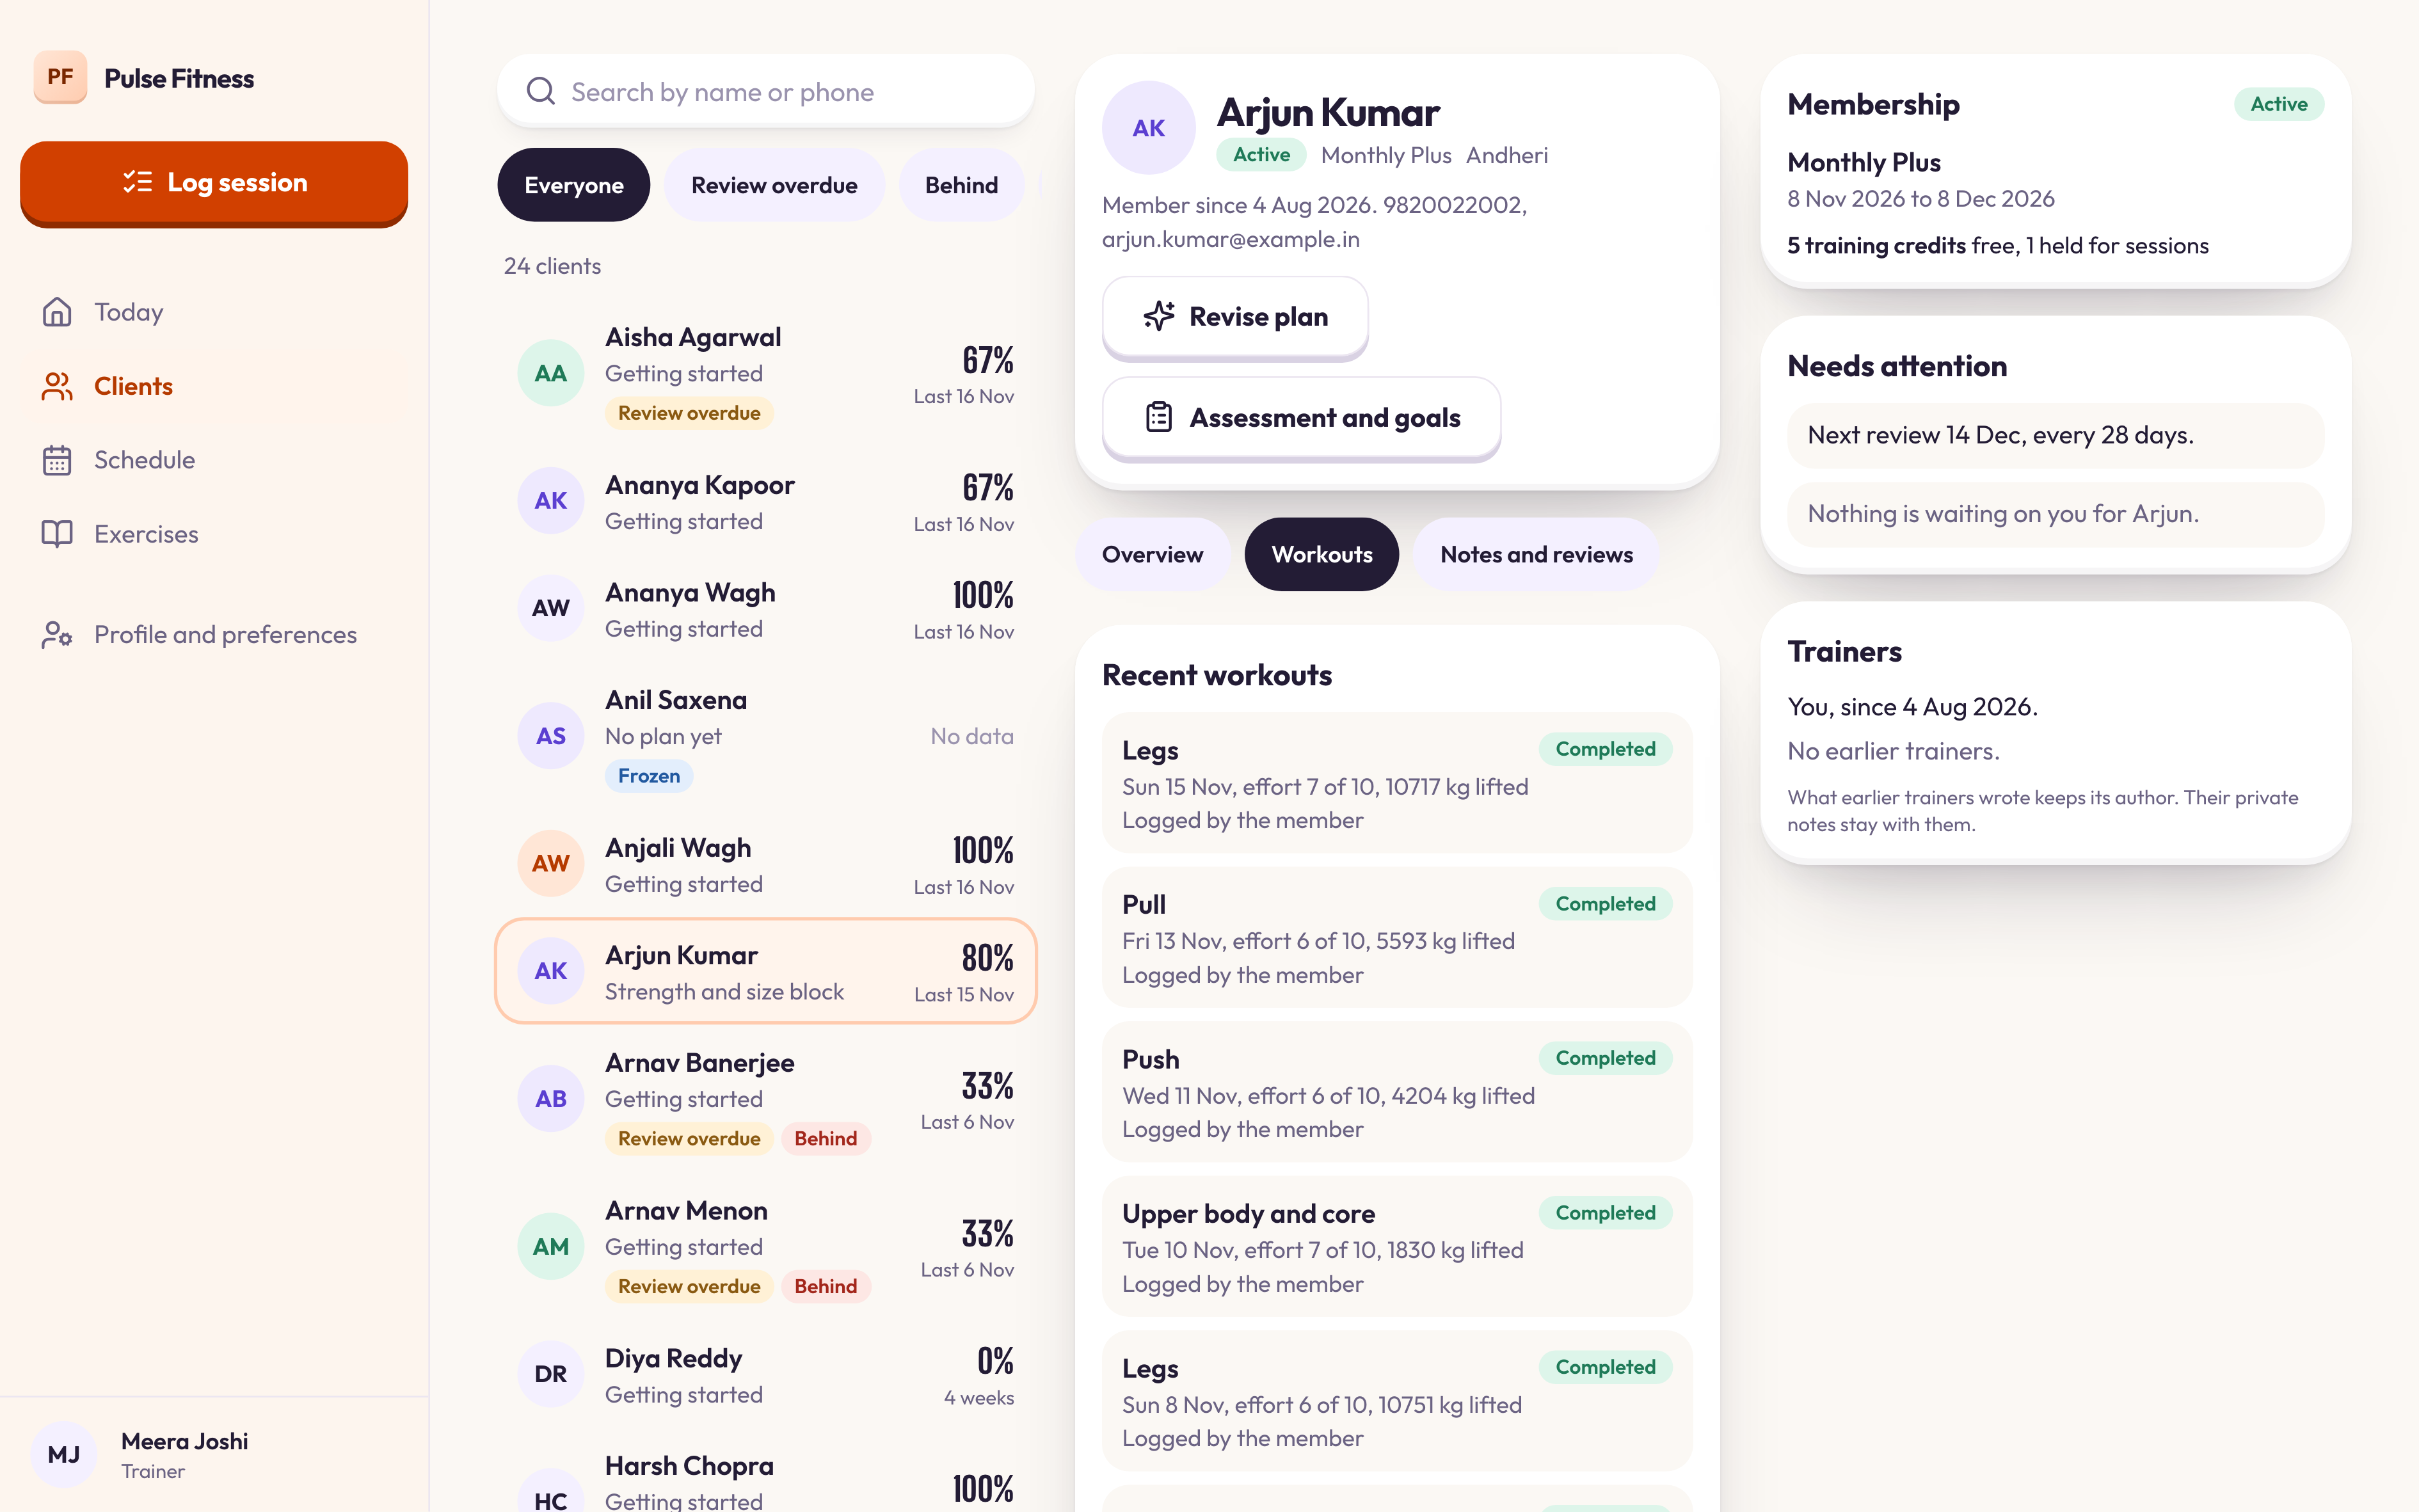 PF
Pulse Fitness
Log session
Today
Clients
Schedule
Exercises
Profile and preferences
MJ
Meera Joshi
Trainer
Search by name or phone
Everyone
Review overdue
Behind
24 clients
AA
Aisha Agarwal
Getting started
Review overdue
67%
Last 16 Nov
AK
Ananya Kapoor
Getting started
67%
Last 16 Nov
AW
Ananya Wagh
Getting started
100%
Last 16 Nov
AS
Anil Saxena
No plan yet
Frozen
No data
AW
Anjali Wagh
Getting started
100%
Last 16 Nov
AK
Arjun Kumar
Strength and size block
80%
Last 15 Nov
AB
Arnav Banerjee
Getting started
Review overdue
Behind
33%
Last 6 Nov
AM
Arnav Menon
Getting started
Review overdue
Behind
33%
Last 6 Nov
DR
Diya Reddy
Getting started
0%
4 weeks
HC
Harsh Chopra
Getting started
100%
AK
Arjun Kumar
Active
Monthly Plus Andheri
Member since 4 Aug 2026. 9820022002,
arjun.kumar@example.in
Revise plan
Assessment and goals
Overview
Workouts
Notes and reviews
Recent workouts
Legs
Completed
Sun 15 Nov, effort 7 of 10, 10717 kg lifted
Logged by the member
Pull
Completed
Fri 13 Nov, effort 6 of 10, 5593 kg lifted
Logged by the member
Push
Completed
Wed 11 Nov, effort 6 of 10, 4204 kg lifted
Logged by the member
Upper body and core
Completed
Tue 10 Nov, effort 7 of 10, 1830 kg lifted
Logged by the member
Legs
Completed
Sun 8 Nov, effort 6 of 10, 10751 kg lifted
Logged by the member
Membership
Active
Monthly Plus
8 Nov 2026 to 8 Dec 2026
5 training credits free, 1 held for sessions
Needs attention
Next review 14 Dec, every 28 days.
Nothing is waiting on you for Arjun.
Trainers
You, since 4 Aug 2026.
No earlier trainers.
What earlier trainers wrote keeps its author. Their private
notes stay with them.